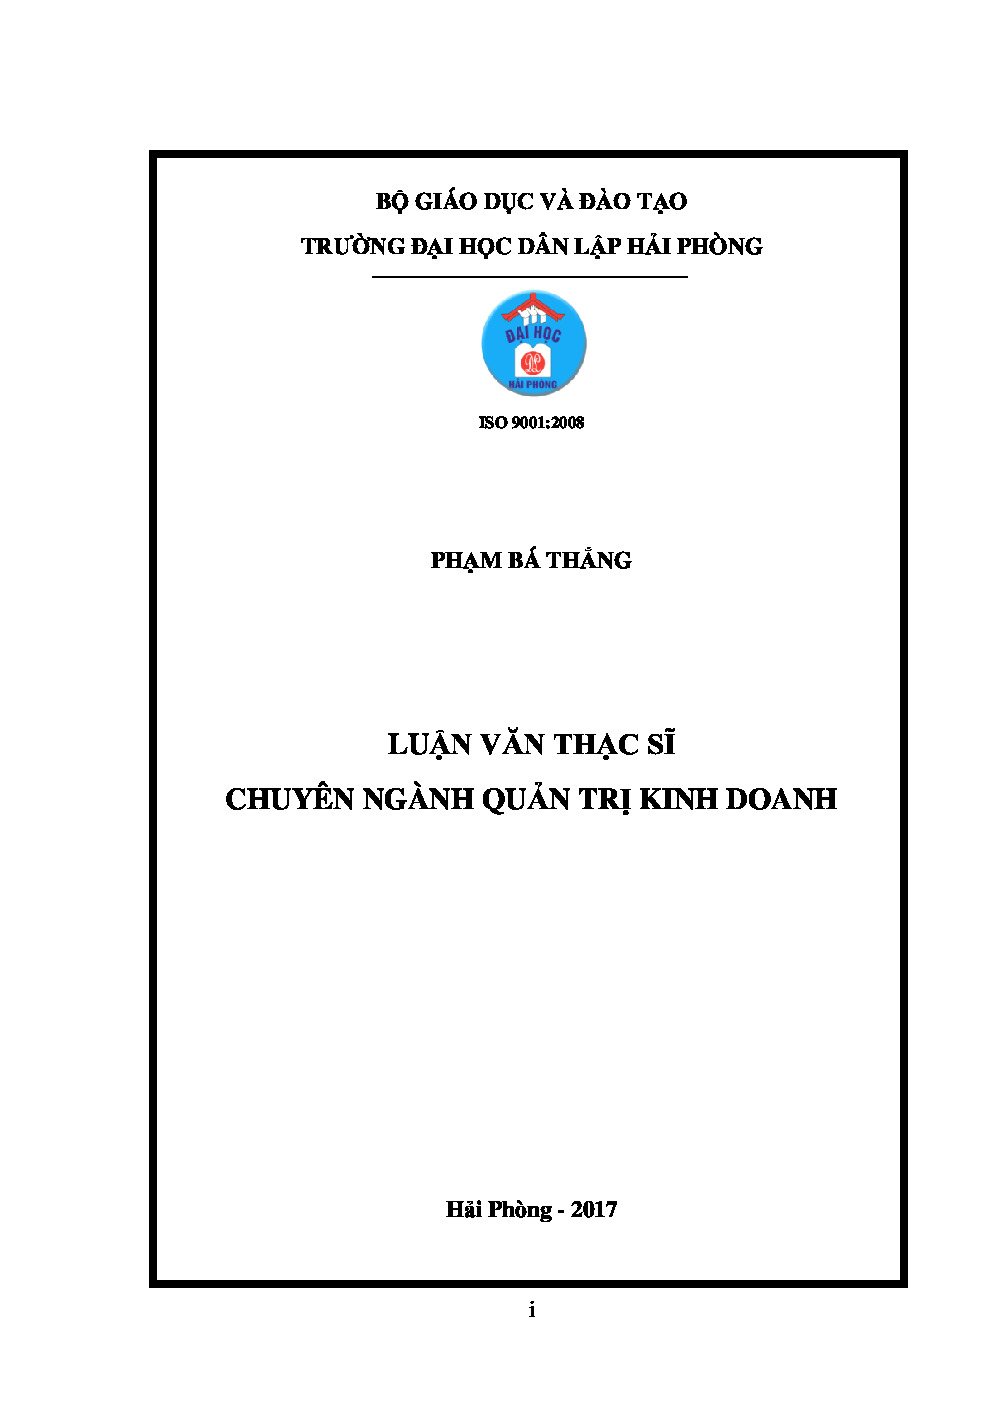 BỘ GIÁO DỤC VÀ ĐÀO TẠO
TRƯỜNG ĐẠI HỌC DÂN LẬP HẢI PHÒNG
ĐẠI HỌC
HẢI PHÒNG
ISO 9001:2008
PHẠM BÁ THẮNG
LUẬN VĂN THẠC SĨ
CHUYÊN NGÀNH QUẢN TRỊ KINH DOANH
Hải Phòng - 2017
i